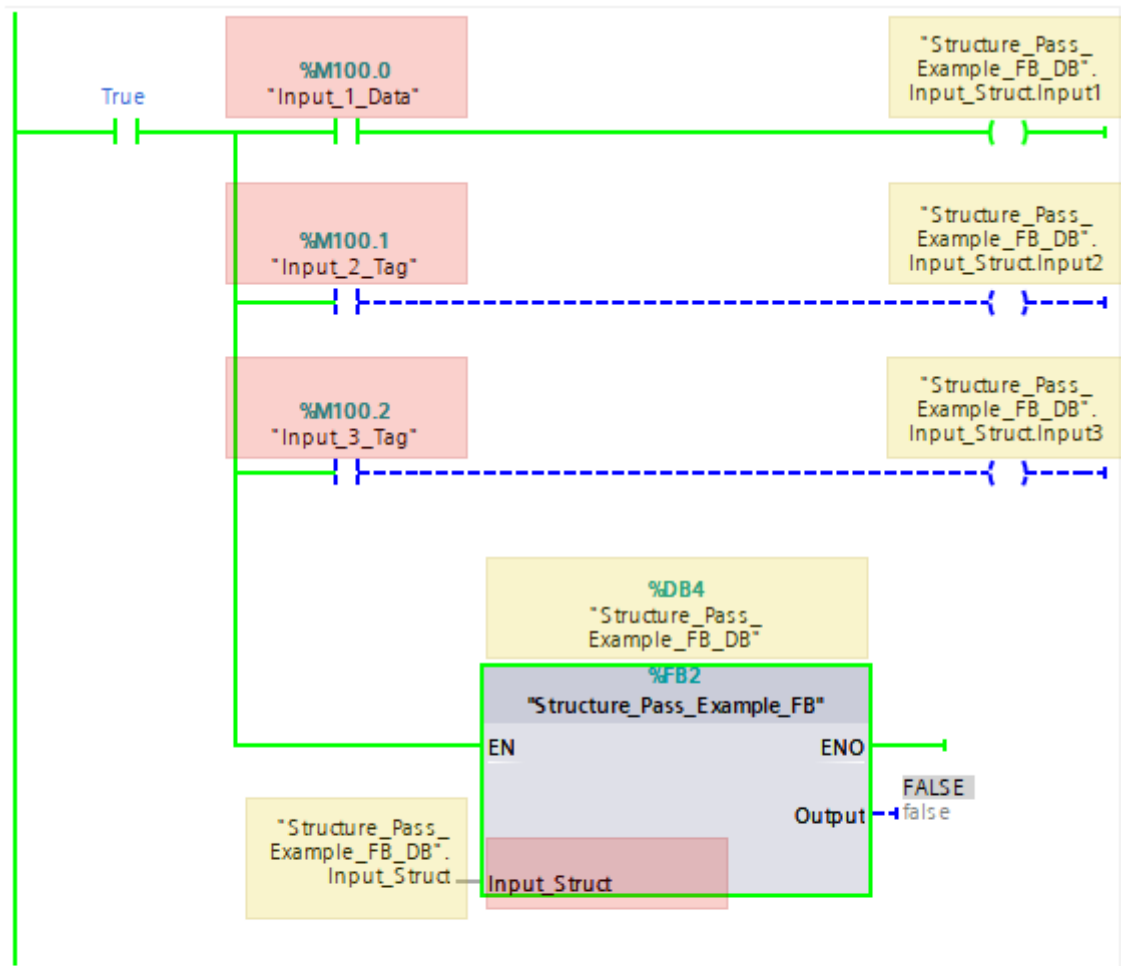 True
%M100.0
"Input_1_Data"
"Structure_Pass_
Example_FB_DB".
Input_Struct.Input1
%M100.1
"Input_2_Tag"
"Structure_Pass_
Example_FB_DB".
Input_Struct.Input2
%M100.2
"Input_3_Tag"
"Structure_Pass_
Example_FB_DB".
Input_Struct.Input3
%DB4
"Structure_Pass_
Example_FB_DB"
%FB2
"Structure_Pass_Example_FB"
EN
ENO
FALSE
Output
false
"Structure_Pass_
Example_FB_DB".
Input_Struct
Input_Struct